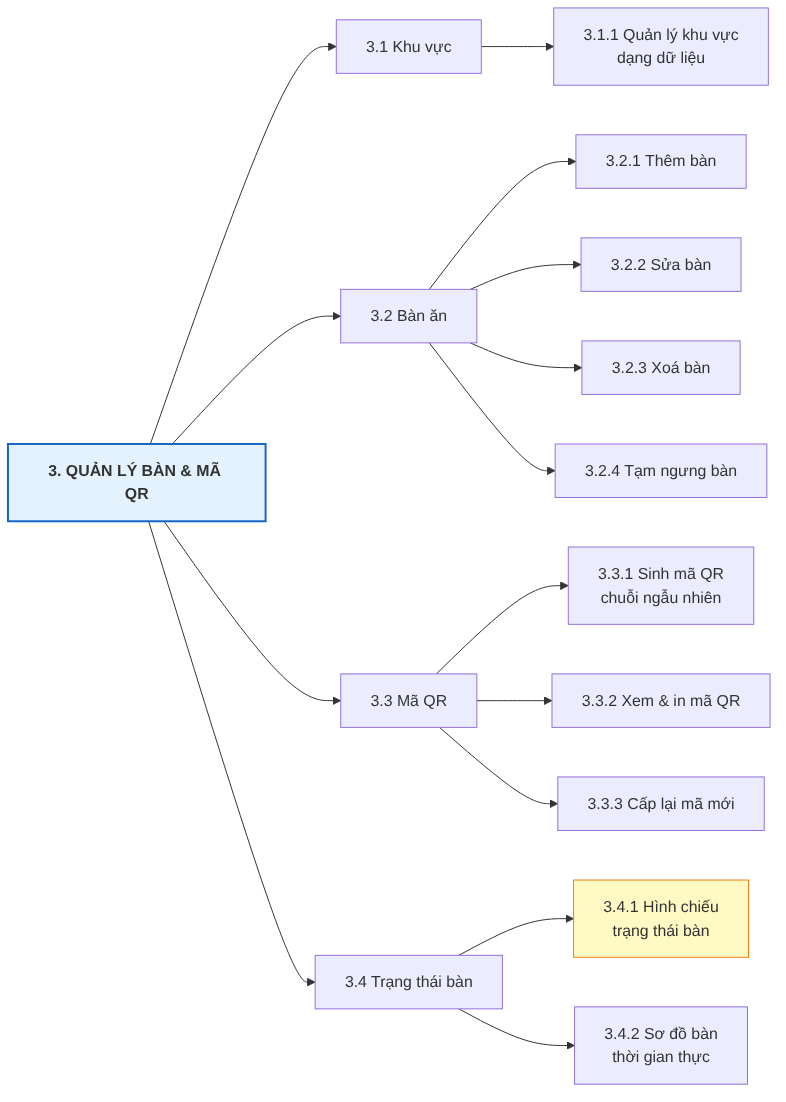 3. QUẢN LÝ BÀN & MÃ
QR
3.1 Khu vực
3.1.1 Quản lý khu vực
dạng dữ liệu
3.2 Bàn ăn
3.2.1 Thêm bàn
3.2.2 Sửa bàn
3.2.3 Xoá bàn
3.2.4 Tạm ngưng bàn
3.3 Mã QR
3.3.1 Sinh mã QR
chuỗi ngẫu nhiên
3.3.2 Xem & in mã QR
3.3.3 Cấp lại mã mới
3.4 Trạng thái bàn
3.4.1 Hình chiếu
trạng thái bàn
3.4.2 Sơ đồ bàn
thời gian thực